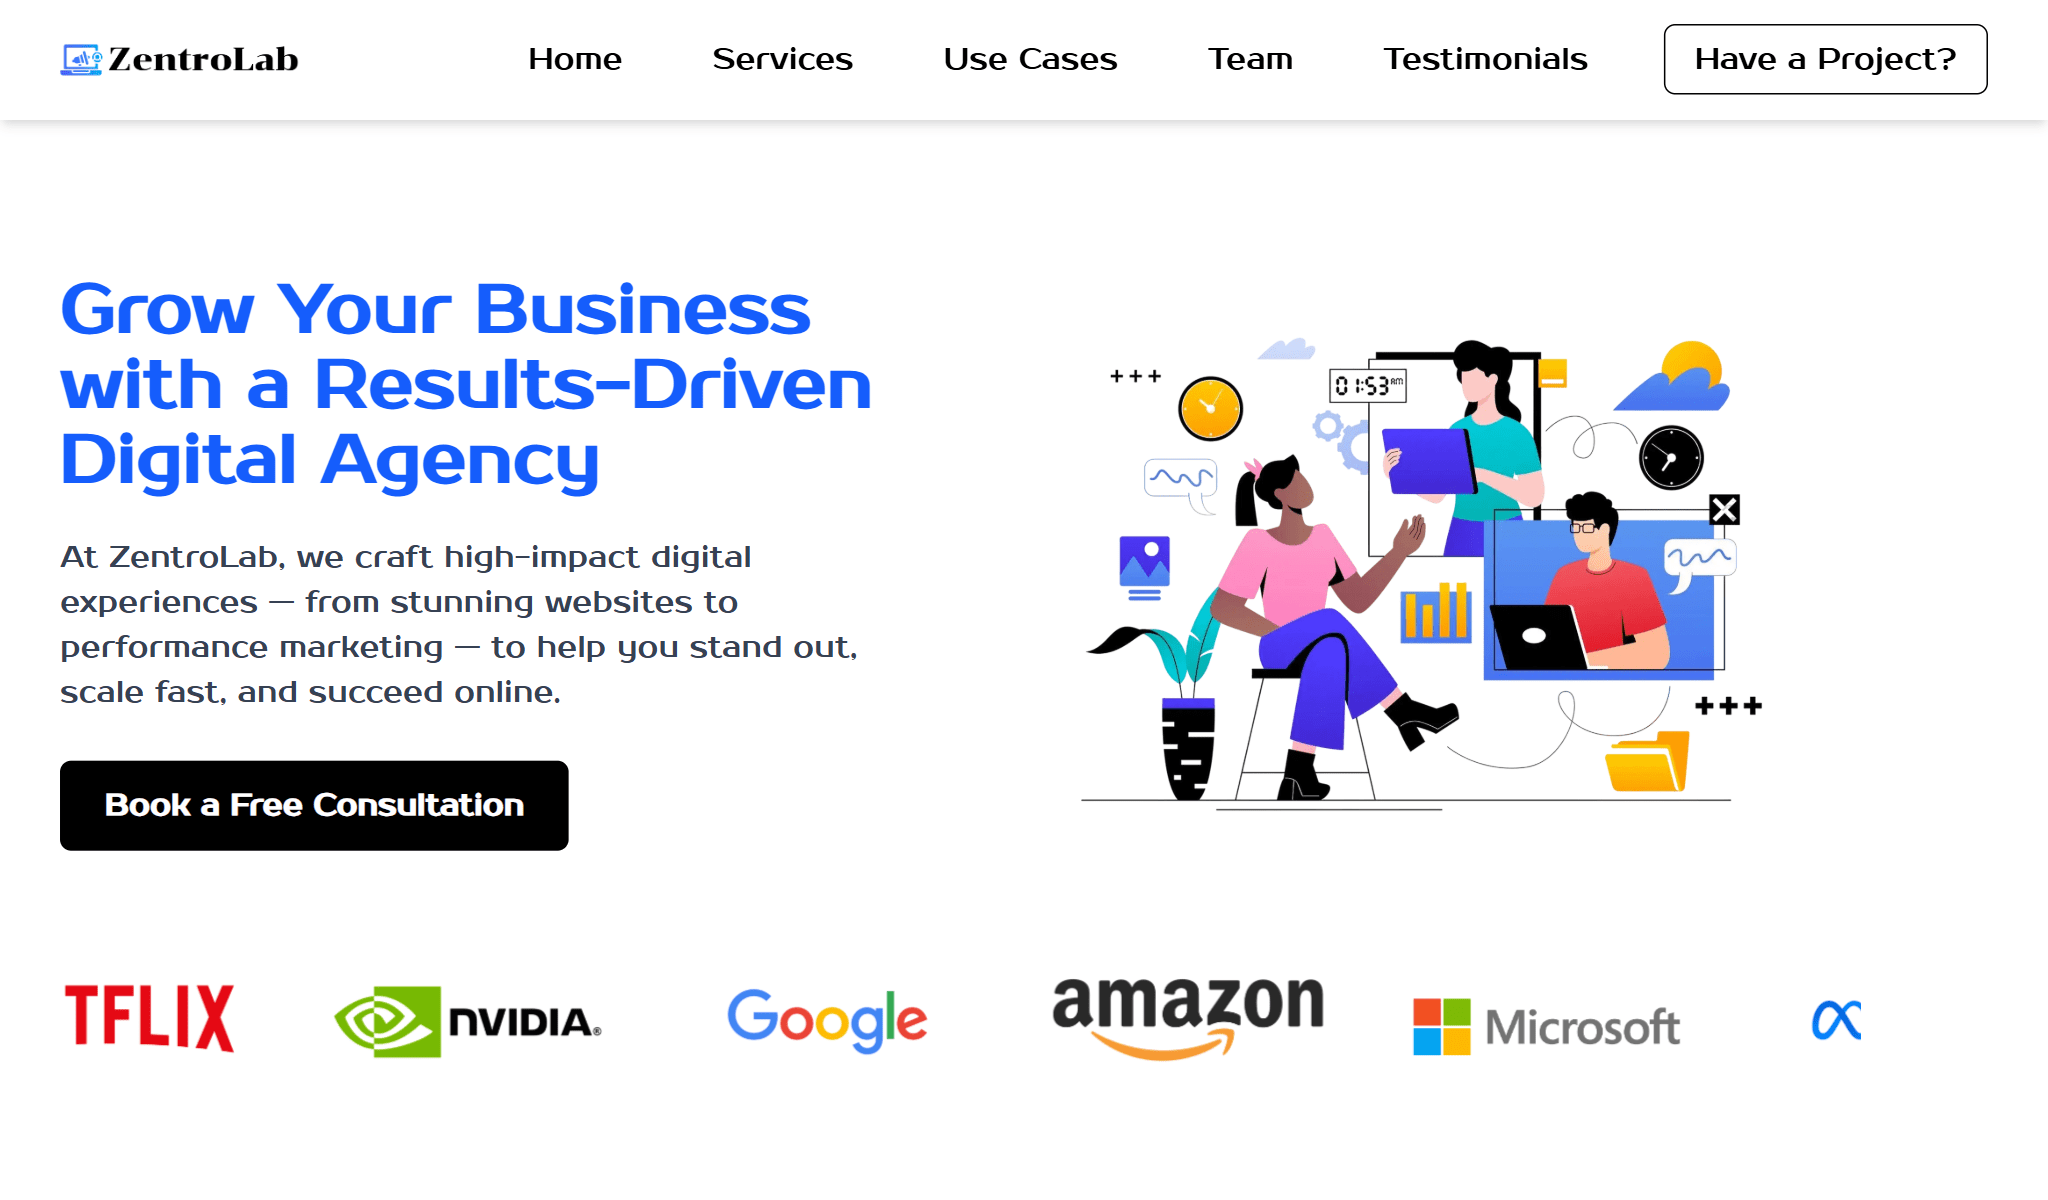 ZentroLab
Home
Services
Use Cases
Team
Testimonials
Have a Project?
Grow Your Business
with a Results-Driven
Digital Agency
At ZentroLab, we craft high-impact digital
experiences — from stunning websites to
performance marketing — to help you stand out,
scale fast, and succeed online.
Book a Free Consultation
01:53 AM
TFLIX
NVIDIA®
Google
amazon
Microsoft